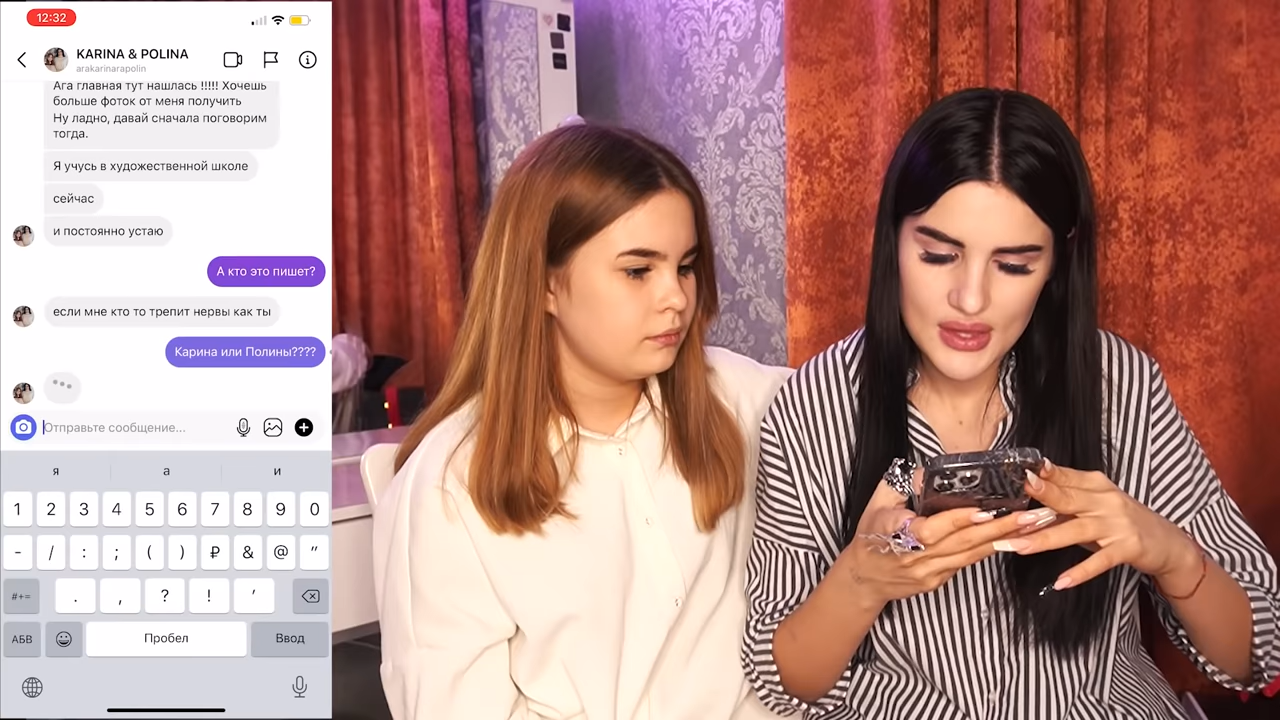 12:32
KARINA & POLINA
arakarinarapolin
Ага главная тут нашлась !!!!! Хочешь
больше фоток от меня получить
Ну ладно, давай сначала поговорим
тогда.
Я учусь в художественной школе
сейчас
и постоянно устаю
А кто это пишет?
если мне кто то трепит нервы как ты
Карина или Полины????
Отправьте сообщение...
я а и
1 2 3 4 5 6 7 8 9 0
- / : ; ( ) ₽ & @ "
#+= . , ? ! '
АБВ Пробел Ввод